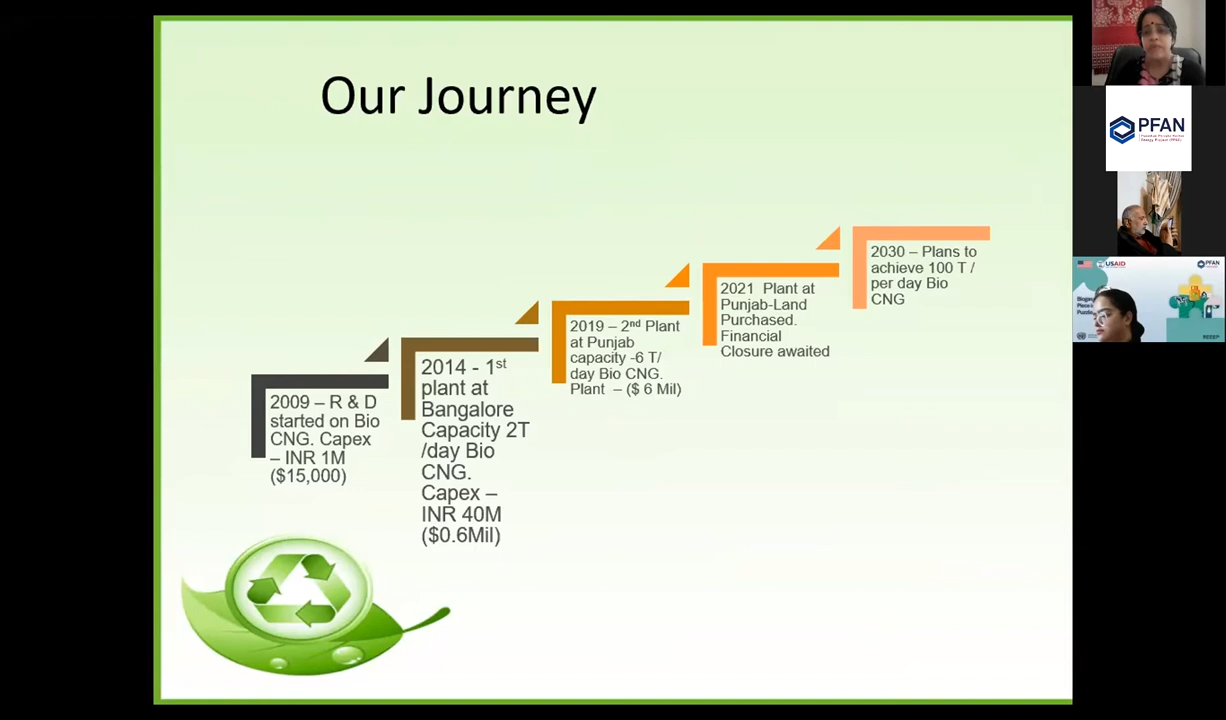 Our Journey
2009 – R & D
started on Bio
CNG. Capex
– INR 1M
($15,000)
2014 - 1st
plant at
Bangalore
Capacity 2T
/day Bio
CNG.
Capex –
INR 40M
($0.6Mil)
2019 – 2nd Plant
at Punjab
capacity -6 T/
day Bio CNG.
Plant – ($ 6 Mil)
2021 Plant at
Punjab-Land
Purchased.
Financial
Closure awaited
2030 – Plans to
achieve 100 T /
per day Bio
CNG
PFAN
USAID
PFAN